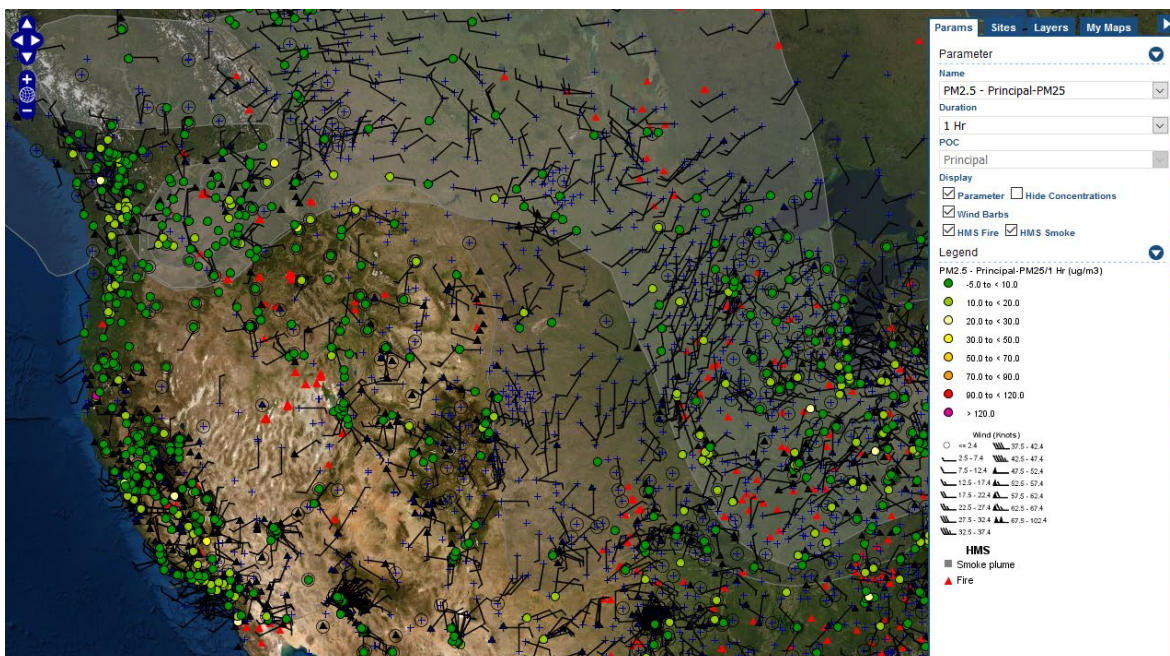 Params Sites Layers My Maps
Parameter
Name
PM2.5 - Principal-PM25
Duration
1 Hr
POC
Principal
Display
Parameter Hide Concentrations
Wind Barbs
HMS Fire HMS Smoke
Legend
PM2.5 - Principal-PM25/1 Hr (ug/m3)
-5.0 to < 10.0
10.0 to < 20.0
20.0 to < 30.0
30.0 to < 50.0
50.0 to < 70.0
70.0 to < 90.0
90.0 to < 120.0
> 120.0
Wind (Knots)
<= 2.4 37.5 - 42.4
2.5 - 7.4 42.5 - 47.4
7.5 - 12.4 47.5 - 52.4
12.5 - 17.4 52.5 - 57.4
17.5 - 22.4 57.5 - 62.4
22.5 - 27.4 62.5 - 67.4
27.5 - 32.4 67.5 - 102.4
32.5 - 37.4
HMS
Smoke plume
Fire